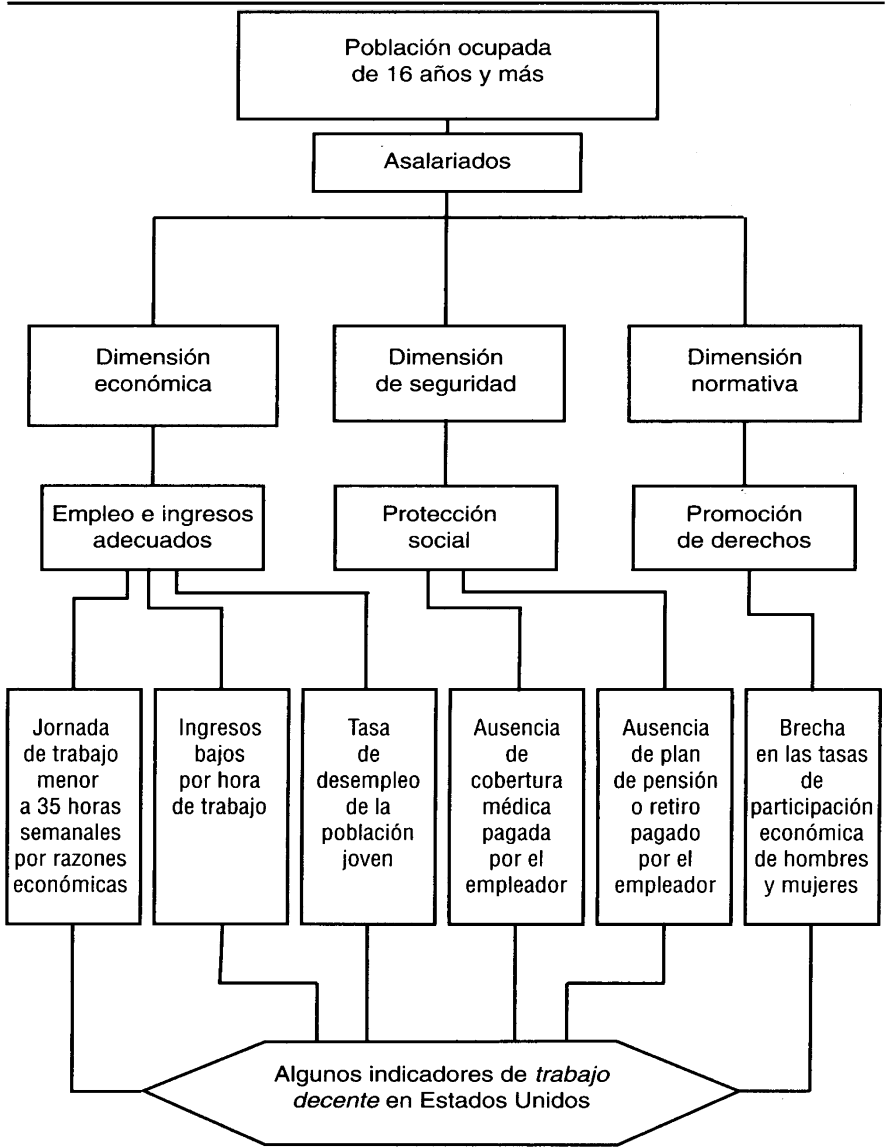 Población ocupada
de 16 años y más
Asalariados
Dimensión
económica
Dimensión
de seguridad
Dimensión
normativa
Empleo e ingresos
adecuados
Protección
social
Promoción
de derechos
Jornada
de trabajo
menor
a 35 horas
semanales
por razones
económicas
Ingresos
bajos
por hora
de trabajo
Tasa
de
desempleo
de la
población
joven
Ausencia
de
cobertura
médica
pagada
por el
empleador
Ausencia
de plan
de pensión
o retiro
pagado
por el
empleador
Brecha
en las tasas
de
participación
económica
de hombres
y mujeres
Algunos indicadores de trabajo
decente en Estados Unidos